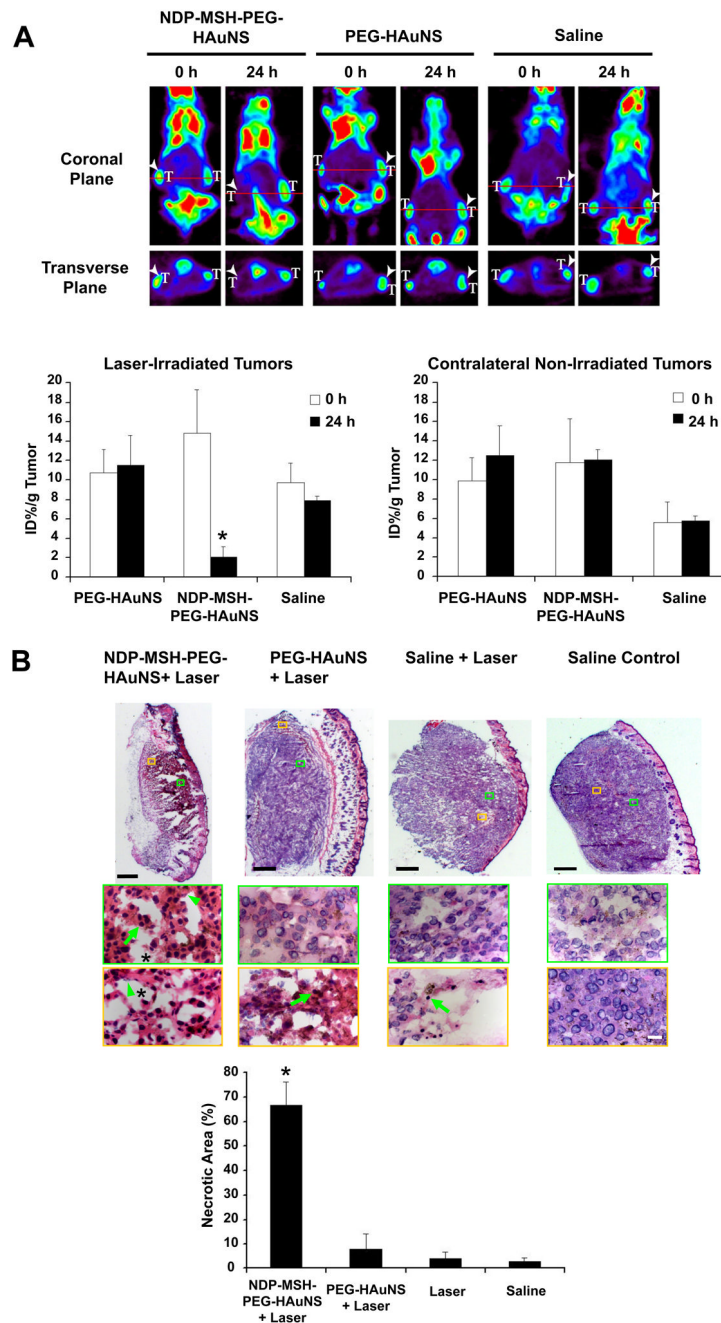 A
NDP-MSH-PEG-
HAuNS
PEG-HAuNS
Saline
0 h
24 h
0 h
24 h
0 h
24 h
Coronal
Plane
T
T
T
T
T
T
T
T
T
T
T
T
Transverse
Plane
T
T
T
T
T
T
T
T
T
T
T
T
Laser-Irradiated Tumors
ID%/g Tumor
20
18
16
14
12
10
8
6
4
2
0
0 h
24 h
*
PEG-HAuNS
NDP-MSH-
PEG-HAuNS
Saline
Contralateral Non-Irradiated Tumors
ID%/g Tumor
20
18
16
14
12
10
8
6
4
2
0
0 h
24 h
PEG-HAuNS
NDP-MSH-
PEG-HAuNS
Saline
B
NDP-MSH-PEG-
HAuNS+ Laser
PEG-HAuNS
+ Laser
Saline + Laser
Saline Control
*
*
Necrotic Area (%)
80
70
60
50
40
30
20
10
0
*
NDP-MSH-
PEG-HAuNS
+ Laser
PEG-HAuNS
+ Laser
Laser
Saline